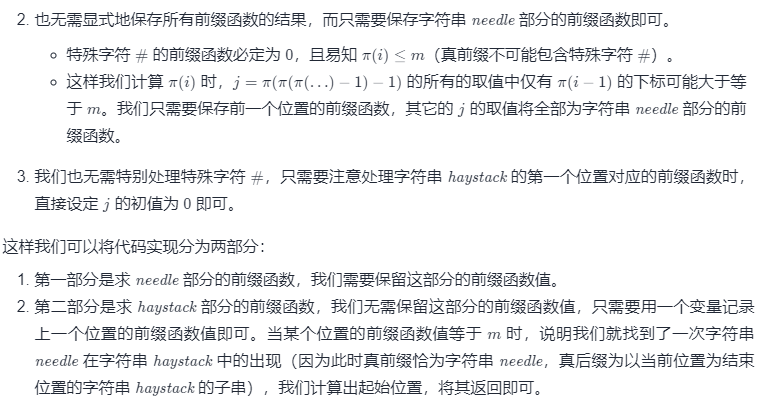 2. 也无需显式地保存所有前缀函数的结果，而只需要保存字符串 needle 部分的前缀函数即可。
∘ 特殊字符 # 的前缀函数必定为 0，且易知 π(i) ≤ m（真前缀不可能包含特殊字符 #）。
∘ 这样我们计算 π(i) 时，j = π(π(π(…) − 1) − 1) 的所有的取值中仅有 π(i − 1) 的下标可能大于等
于 m。我们只需要保存前一个位置的前缀函数，其它的 j 的取值将全部为字符串 needle 部分的前
缀函数。
3. 我们也无需特别处理特殊字符 #，只需要注意处理字符串 haystack 的第一个位置对应的前缀函数时，
直接设定 j 的初值为 0 即可。
这样我们可以将代码实现分为两部分：
1. 第一部分是求 needle 部分的前缀函数，我们需要保留这部分的前缀函数值。
2. 第二部分是求 haystack 部分的前缀函数，我们无需保留这部分的前缀函数值，只需要用一个变量记录
上一个位置的前缀函数值即可。当某个位置的前缀函数值等于 m 时，说明我们就找到了一次字符串
needle 在字符串 haystack 中的出现（因为此时真前缀恰为字符串 needle，真后缀为以当前位置为结束
位置的字符串 haystack 的子串），我们计算出起始位置，将其返回即可。